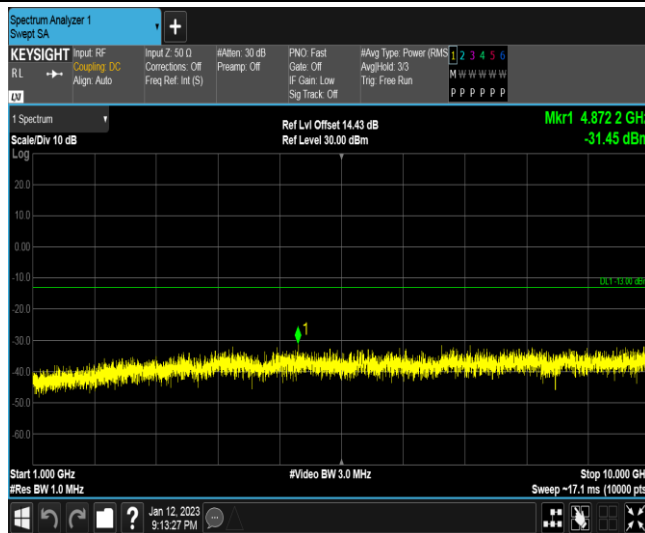 Spectrum Analyzer 1
Swept SA
+
KEYSIGHT
RL
LXI
Input: RF
Coupling: DC
Align: Auto
Input Z: 50 Ω
Corrections: Off
Freq Ref: Int (S)
#Atten: 30 dB
Preamp: Off
PNO: Fast
Gate: Off
IF Gain: Low
Sig Track: Off
#Avg Type: Power (RMS
Avg|Hold: 3/3
Trig: Free Run
1 2 3 4 5 6
M W W W W W
P P P P P P
1 Spectrum
Scale/Div 10 dB
Log
Ref Lvl Offset 14.43 dB
Ref Level 30.00 dBm
Mkr1 4.872 2 GHz
-31.45 dBm
20.0
10.0
0.00
-10.0
-20.0
-30.0
-40.0
-50.0
-60.0
DL1 -13.00 dBm
1
Start 1.000 GHz
#Res BW 1.0 MHz
#Video BW 3.0 MHz
Stop 10.000 GHz
Sweep ~17.1 ms (10000 pts
?
Jan 12, 2023
9:13:27 PM